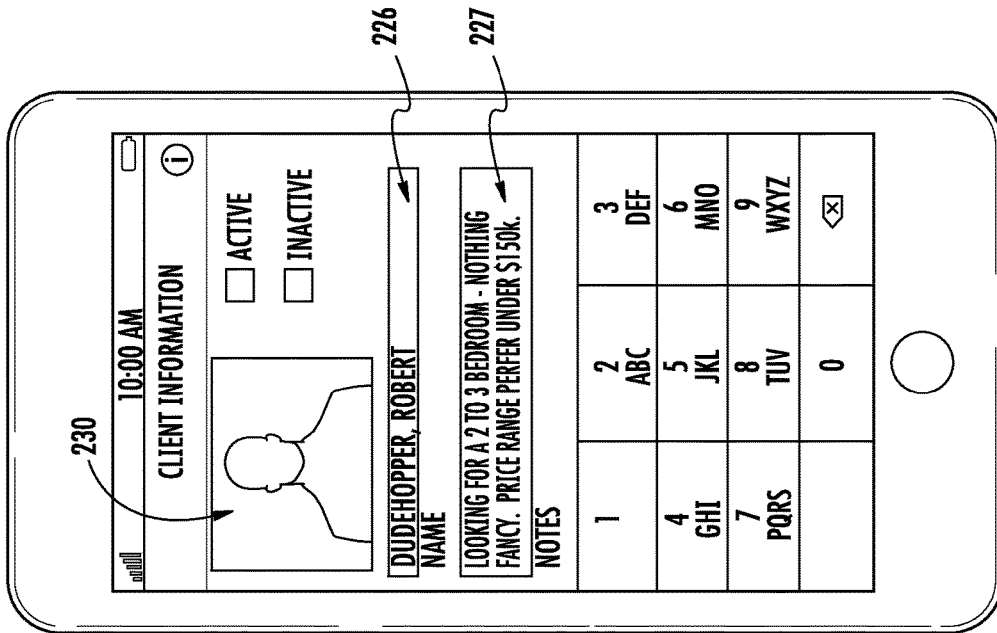 230
10:00 AM
CLIENT INFORMATION
i
ACTIVE
INACTIVE
DUDEHOPPER, ROBERT
226
NAME
LOOKING FOR A 2 TO 3 BEDROOM - NOTHING
FANCY. PRICE RANGE PERFER UNDER $150k.
227
NOTES
1
2
ABC
3
DEF
4
GHI
5
JKL
6
MNO
7
PQRS
8
TUV
9
WXYZ
0
X